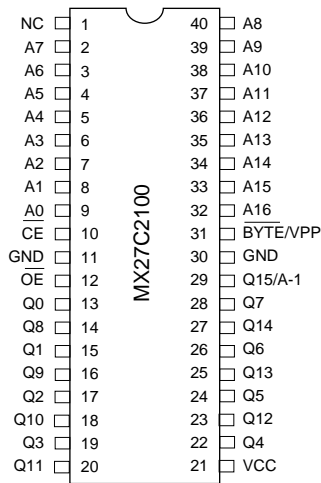 NC 1 40 A8
A7 2 39 A9
A6 3 38 A10
A5 4 37 A11
A4 5 36 A12
A3 6 35 A13
A2 7 34 A14
A1 8 33 A15
A0 9 32 A16
CE 10 31 BYTE/VPP
GND 11 30 GND
OE 12 29 Q15/A-1
Q0 13 28 Q7
Q8 14 27 Q14
Q1 15 26 Q6
Q9 16 25 Q13
Q2 17 24 Q5
Q10 18 23 Q12
Q3 19 22 Q4
Q11 20 21 VCC
MX27C2100